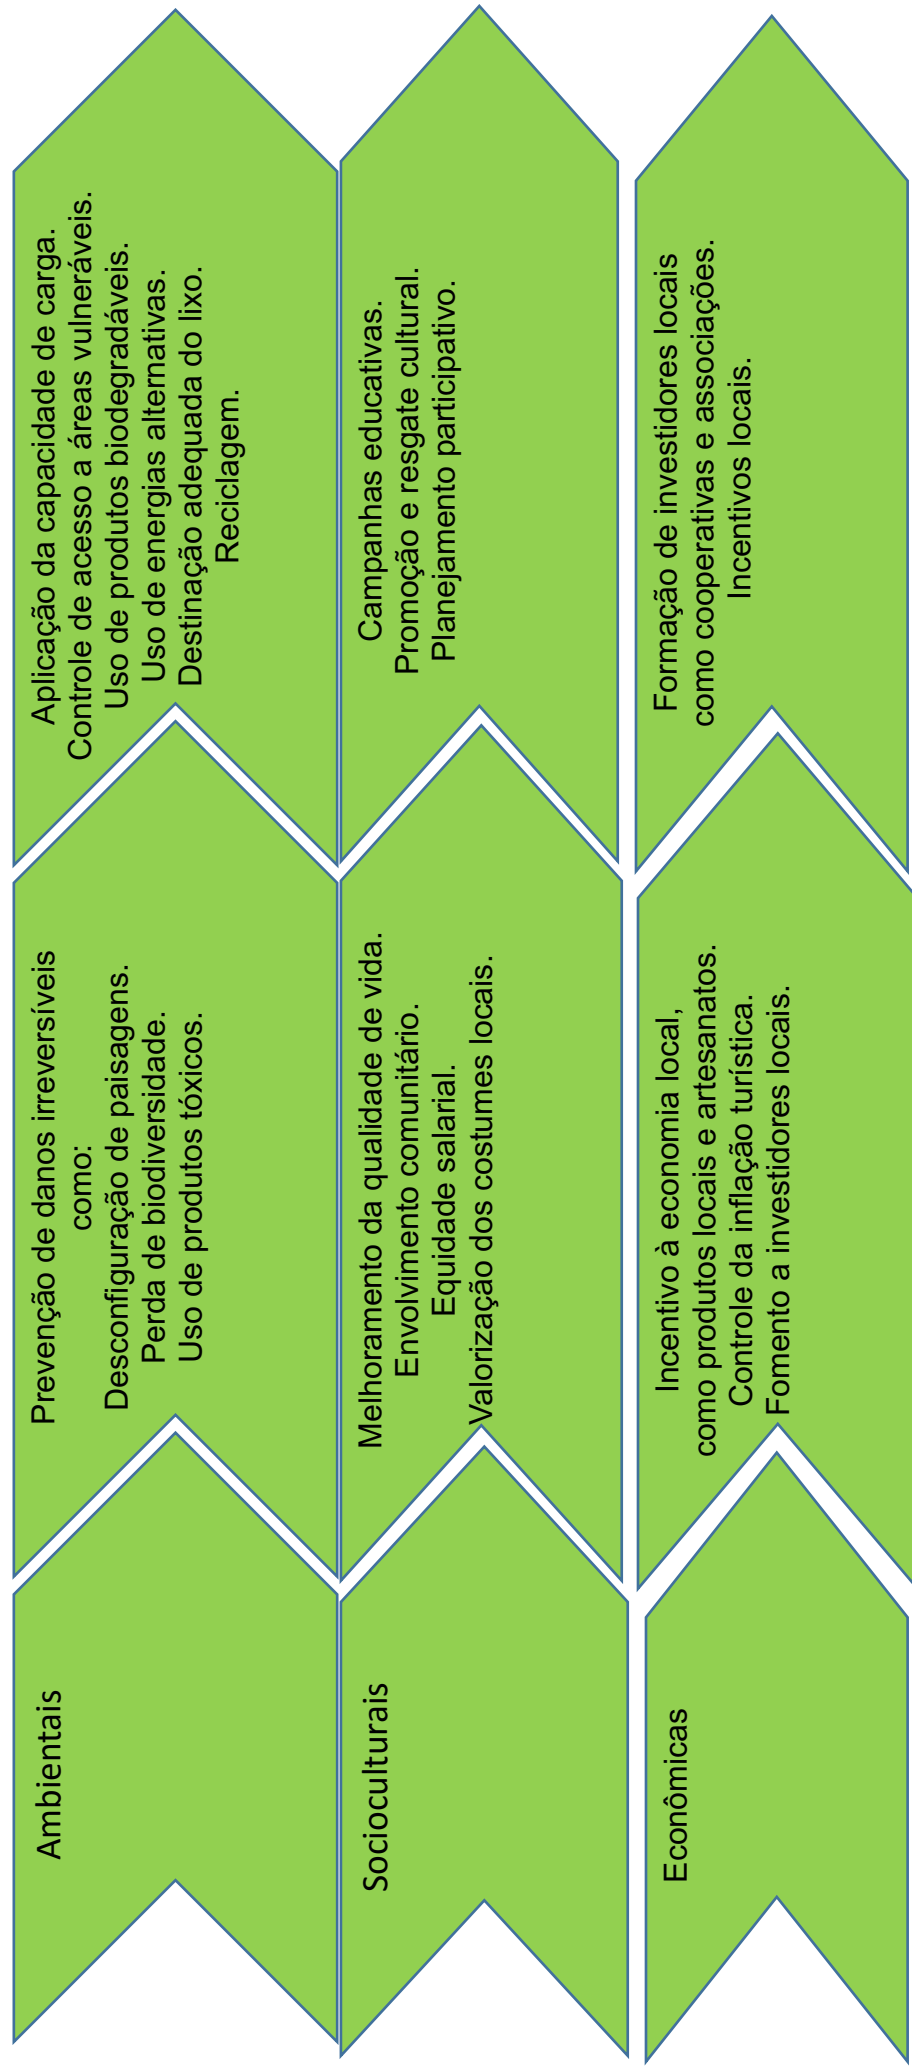 Ambientais
Prevenção de danos irreversíveis
como:
Desconfiguração de paisagens.
Perda de biodiversidade.
Uso de produtos tóxicos.
Aplicação da capacidade de carga.
Controle de acesso a áreas vulneráveis.
Uso de produtos biodegradáveis.
Uso de energias alternativas.
Destinação adequada do lixo.
Reciclagem.
Socioculturais
Melhoramento da qualidade de vida.
Envolvimento comunitário.
Equidade salarial.
Valorização dos costumes locais.
Campanhas educativas.
Promoção e resgate cultural.
Planejamento participativo.
Econômicas
Incentivo à economia local,
como produtos locais e artesanatos.
Controle da inflação turística.
Fomento a investidores locais.
Formação de investidores locais
como cooperativas e associações.
Incentivos locais.